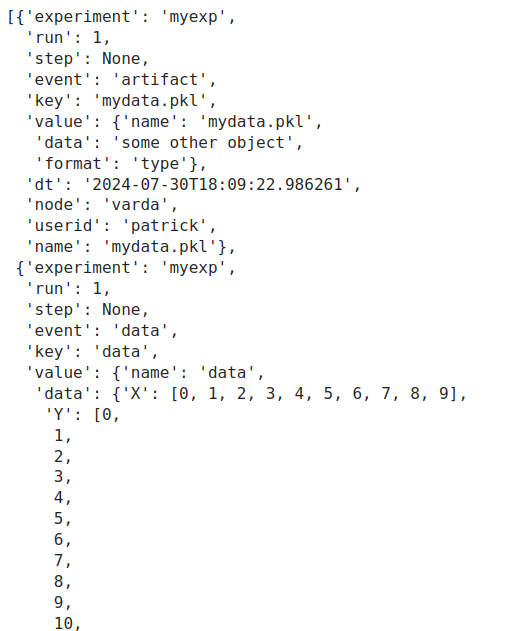 [{'experiment': 'myexp',
  'run': 1,
  'step': None,
  'event': 'artifact',
  'key': 'mydata.pkl',
  'value': {'name': 'mydata.pkl',
   'data': 'some other object',
   'format': 'type'},
  'dt': '2024-07-30T18:09:22.986261',
  'node': 'varda',
  'userid': 'patrick',
  'name': 'mydata.pkl'},
 {'experiment': 'myexp',
  'run': 1,
  'step': None,
  'event': 'data',
  'key': 'data',
  'value': {'name': 'data',
   'data': {'X': [0, 1, 2, 3, 4, 5, 6, 7, 8, 9],
    'Y': [0,
     1,
     2,
     3,
     4,
     5,
     6,
     7,
     8,
     9,
     10,